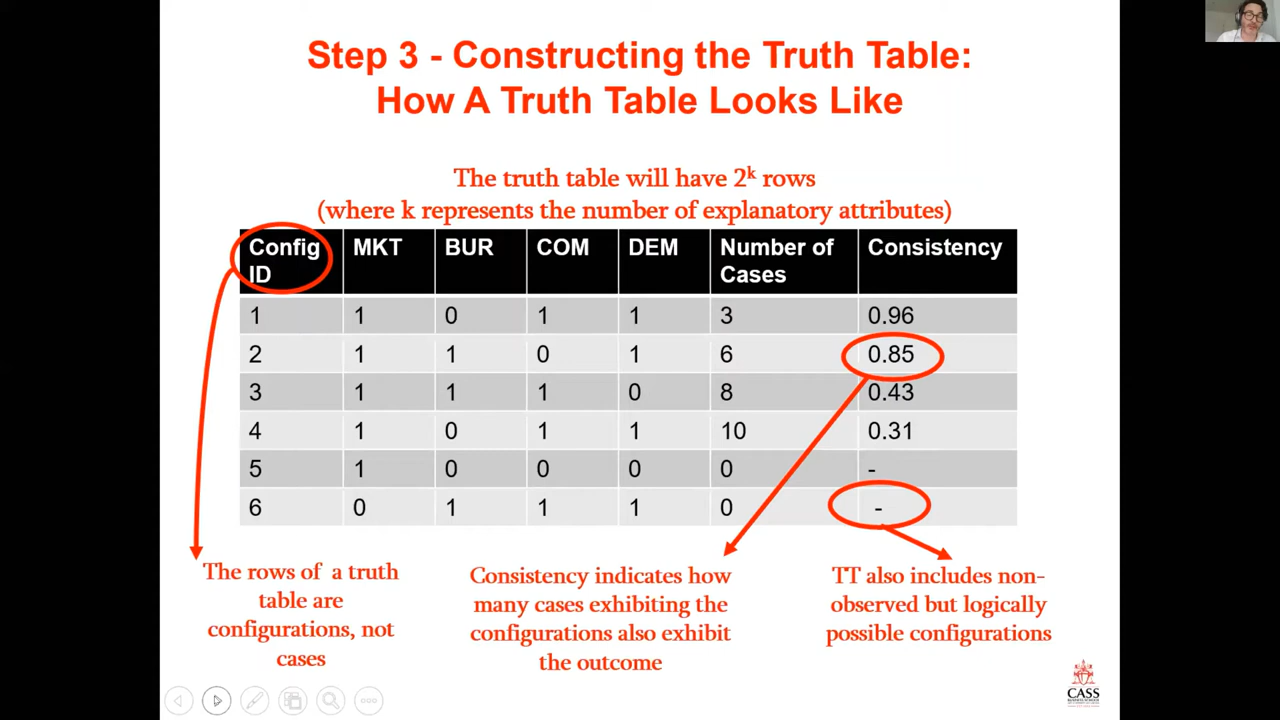 Step 3 - Constructing the Truth Table:
How A Truth Table Looks Like
The truth table will have 2ᵏ rows
(where k represents the number of explanatory attributes)
Config ID MKT BUR COM DEM Number of Cases Consistency
1 1 0 1 1 3 0.96
2 1 1 0 1 6 0.85
3 1 1 1 0 8 0.43
4 1 0 1 1 10 0.31
5 1 0 0 0 0 -
6 0 1 1 1 0 -
The rows of a truth
table are
configurations, not
cases
Consistency indicates how
many cases exhibiting the
configurations also exhibit
the outcome
TT also includes non-
observed but logically
possible configurations
CASS